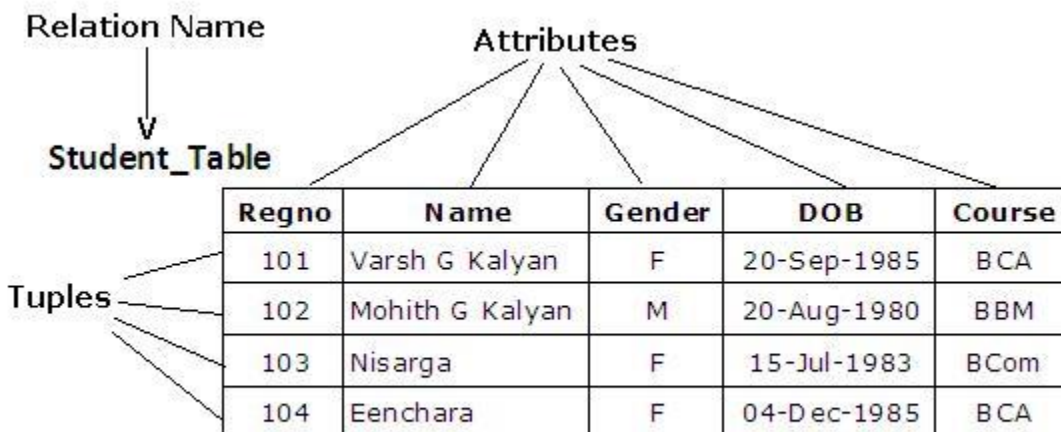 Relation Name
Attributes
Student_Table
Regno Name Gender DOB Course
101 Varsh G Kalyan F 20-Sep-1985 BCA
Tuples
102 Mohith G Kalyan M 20-Aug-1980 BBM
103 Nisarga F 15-Jul-1983 BCom
104 Eenchara F 04-Dec-1985 BCA